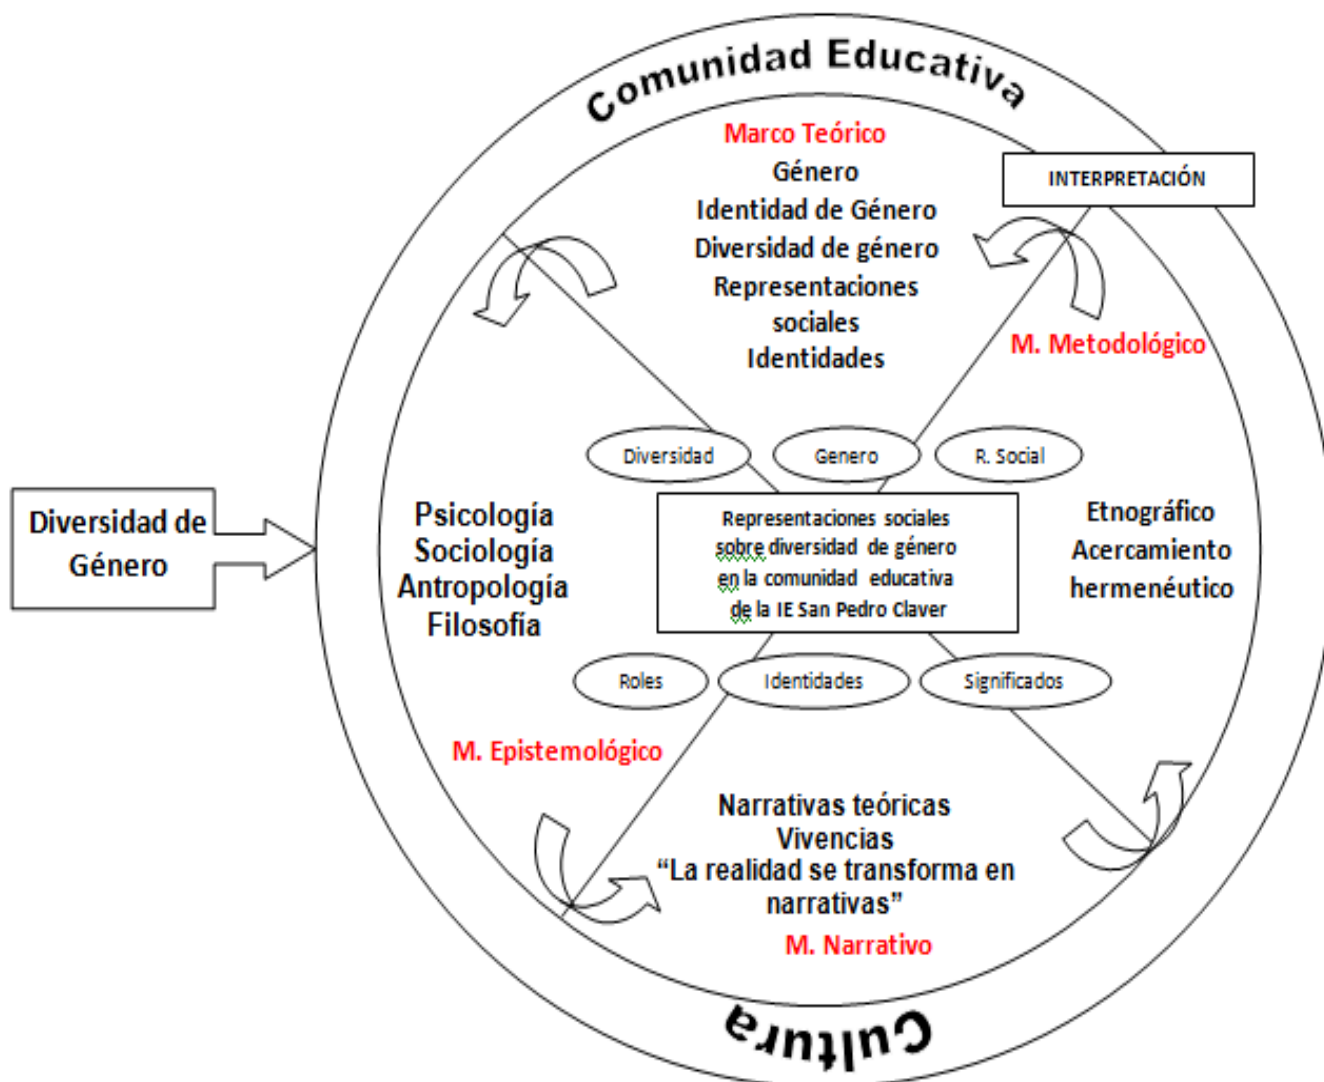 Comunidad Educativa
Marco Teórico
Género
Identidad de Género
Diversidad de género
Representaciones
sociales
Identidades
INTERPRETACIÓN
M. Metodológico
Diversidad
Genero
R. Social
Diversidad de
Género
Psicología
Sociología
Antropología
Filosofía
Representaciones sociales
sobre diversidad de género
en la comunidad educativa
de la IE San Pedro Claver
Etnográfico
Acercamiento
hermenéutico
Roles
Identidades
Significados
M. Epistemológico
Narrativas teóricas
Vivencias
“La realidad se transforma en
narrativas”
M. Narrativo
Cultura